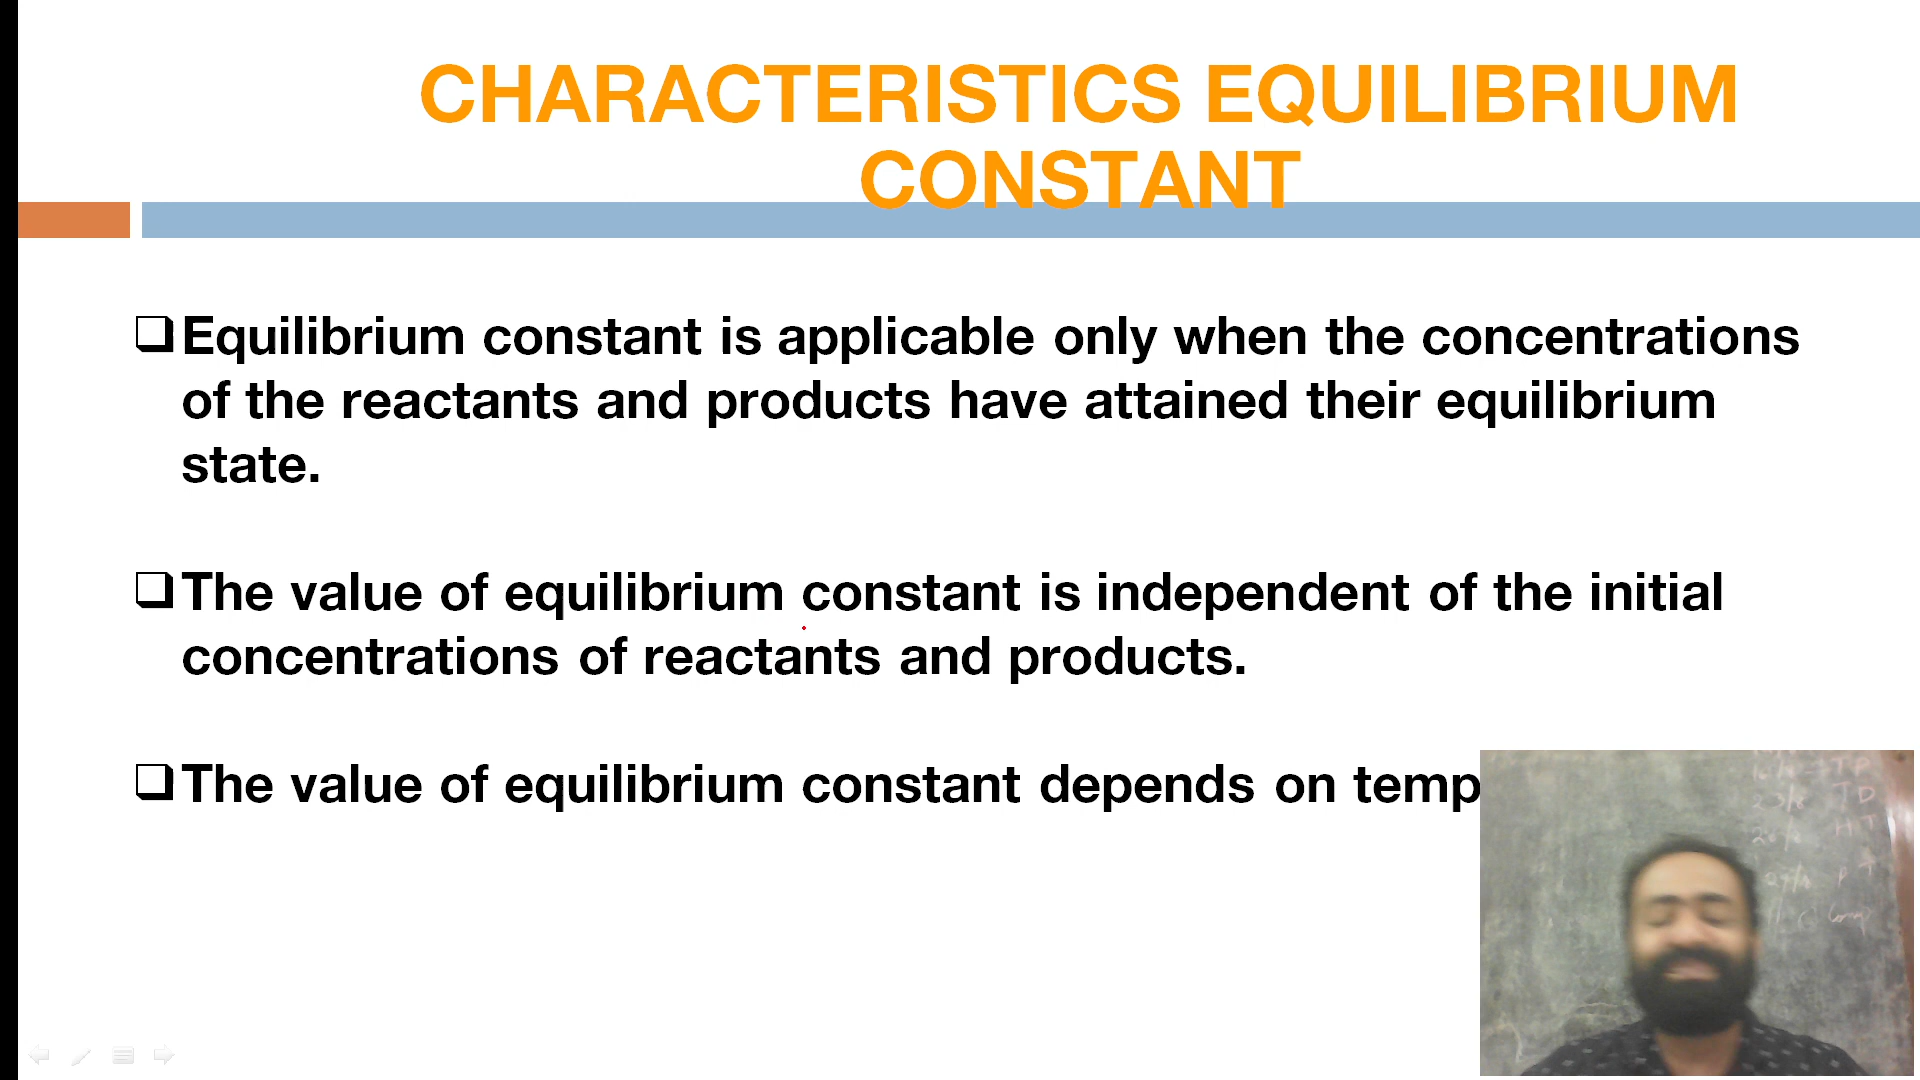 CHARACTERISTICS EQUILIBRIUM
CONSTANT
Equilibrium constant is applicable only when the concentrations
of the reactants and products have attained their equilibrium
state.
The value of equilibrium constant is independent of the initial
concentrations of reactants and products.
The value of equilibrium constant depends on temp
T P
T D
H T